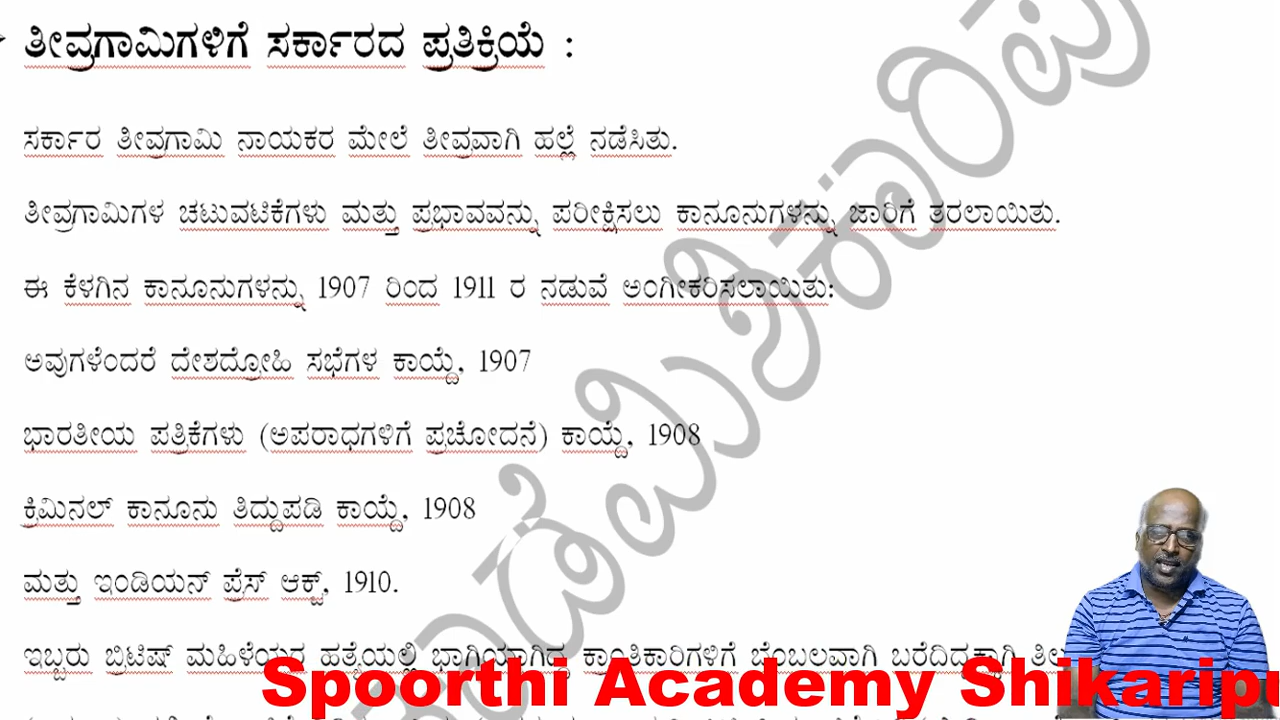 ತೀವ್ರಗಾಮಿಗಳಿಗೆ ಸರ್ಕಾರದ ಪ್ರತಿಕ್ರಿಯೆ :
ಸರ್ಕಾರ ತೀವ್ರಗಾಮಿ ನಾಯಕರ ಮೇಲೆ ತೀವ್ರವಾಗಿ ಹಲ್ಲೆ ನಡೆಸಿತು.
ತೀವ್ರಗಾಮಿಗಳ ಚಟುವಟಿಕೆಗಳು ಮತ್ತು ಪ್ರಭಾವವನ್ನು ಪರೀಕ್ಷಿಸಲು ಕಾನೂನುಗಳನ್ನು ಜಾರಿಗೆ ತರಲಾಯಿತು.
ಈ ಕೆಳಗಿನ ಕಾನೂನುಗಳನ್ನು 1907 ರಿಂದ 1911 ರ ನಡುವೆ ಅಂಗೀಕರಿಸಲಾಯಿತು:
ಅವುಗಳೆಂದರೆ ದೇಶದ್ರೋಹಿ ಸಭೆಗಳ ಕಾಯ್ದೆ, 1907
ಭಾರತೀಯ ಪತ್ರಿಕೆಗಳು (ಅಪರಾಧಗಳಿಗೆ ಪ್ರಚೋದನೆ) ಕಾಯ್ದೆ, 1908
ಕ್ರಿಮಿನಲ್ ಕಾನೂನು ತಿದ್ದುಪಡಿ ಕಾಯ್ದೆ, 1908
ಮತ್ತು ಇಂಡಿಯನ್ ಪ್ರೆಸ್ ಆಕ್ಟ್, 1910.
ಇಬ್ಬರು ಬ್ರಿಟಿಷ್ ಮಹಿಳೆಯರ ಹತ್ಯೆಯಲ್ಲಿ ಭಾಗಿಯಾಗಿದ್ದ ಕ್ರಾಂತಿಕಾರಿಗಳಿಗೆ ಬೆಂಬಲವಾಗಿ ಬರೆದಿದ್ದಕ್ಕಾಗಿ
Spoorthi Academy Shikaripu